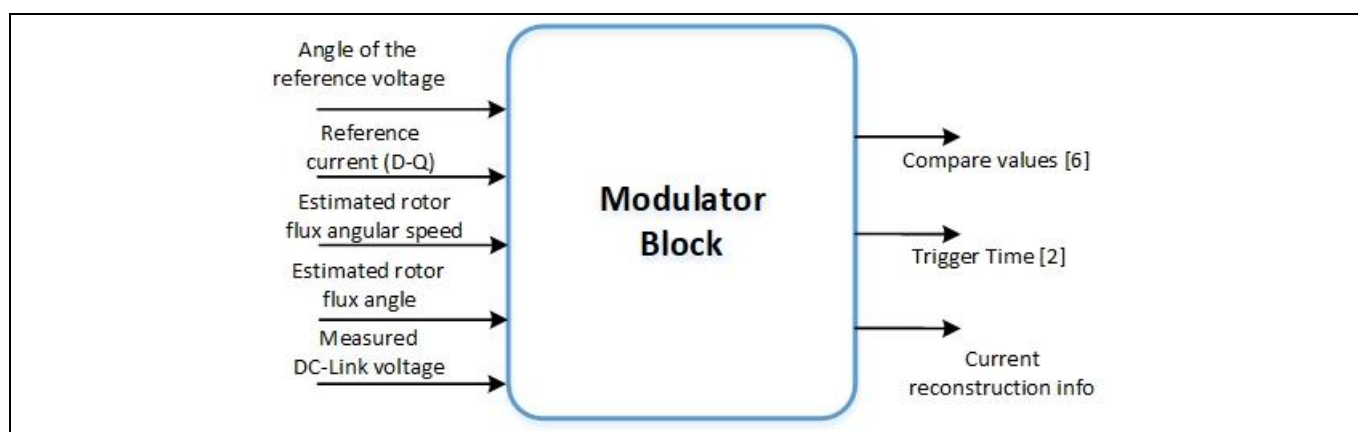 Angle of the
reference voltage
Reference
current (D-Q)
Estimated rotor
flux angular speed
Estimated rotor
flux angle
Measured
DC-Link voltage
Modulator
Block
Compare values [6]
Trigger Time [2]
Current
reconstruction info